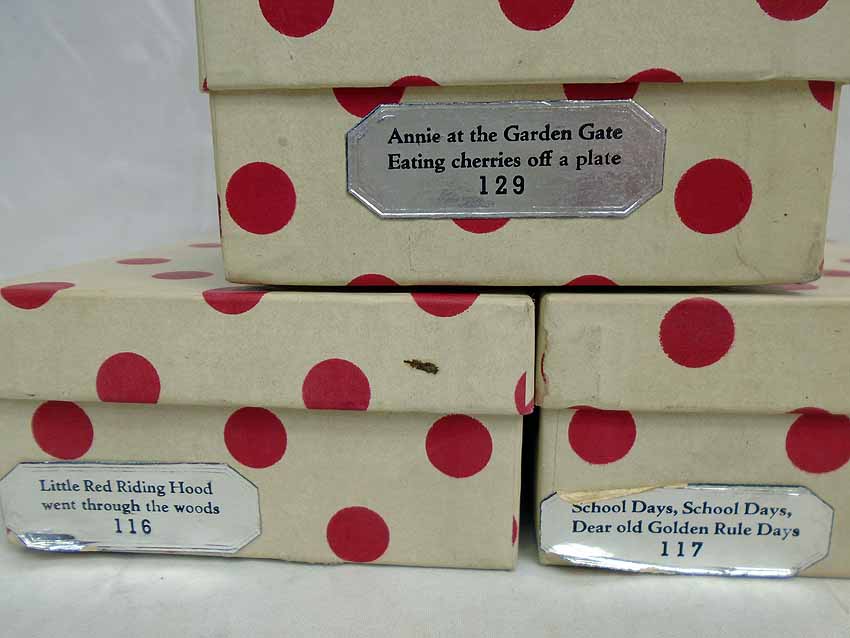 Annie at the Garden Gate
Eating cherries off a plate
129
Little Red Riding Hood
went through the woods
116
School Days, School Days,
Dear old Golden Rule Days
117